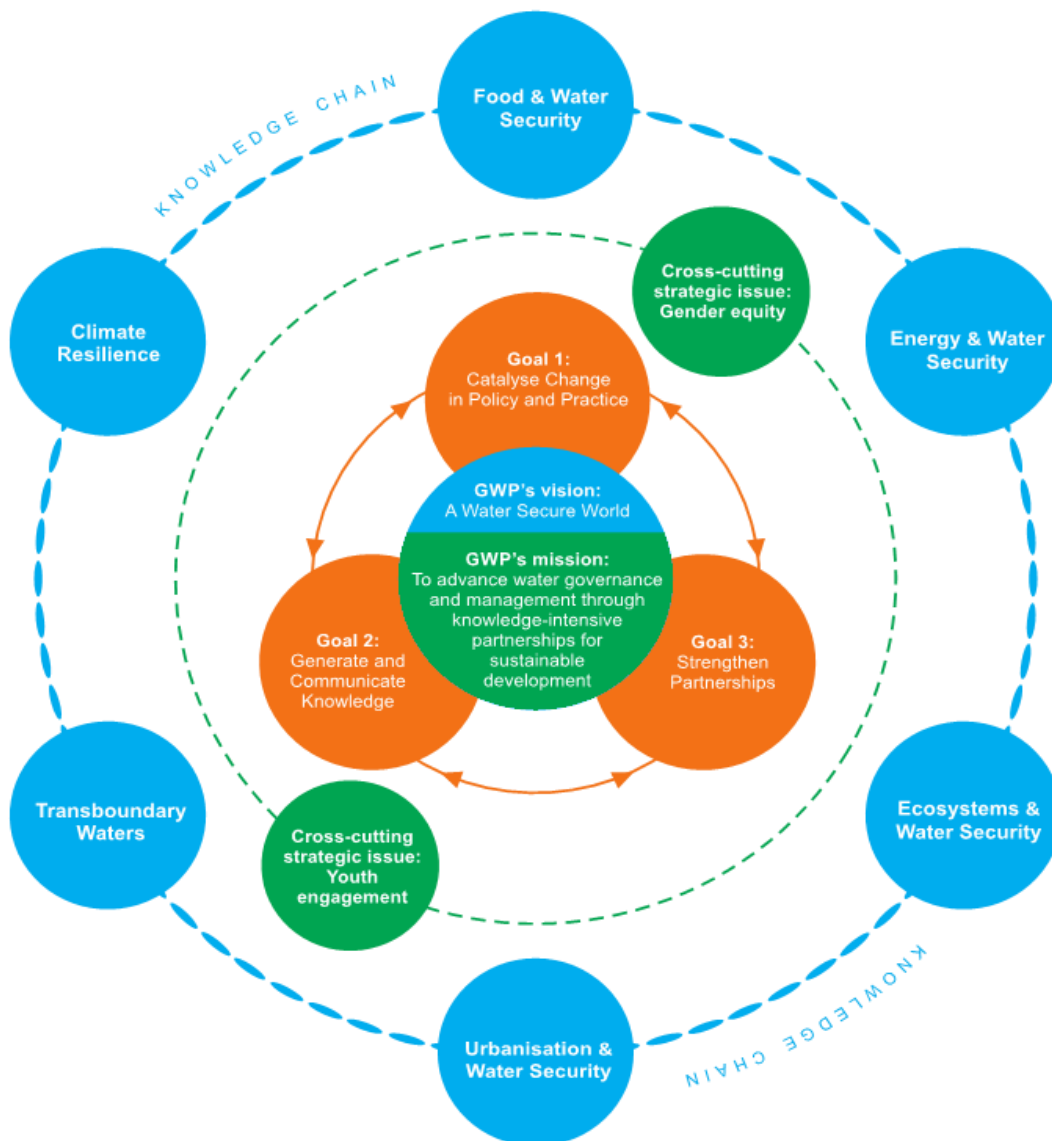 KNOWLEDGE CHAIN
Food & Water
Security
Cross-cutting
strategic issue:
Gender equity
Climate
Resilience
Energy & Water
Security
Goal 1:
Catalyse Change
in Policy and Practice
GWP's vision:
A Water Secure World
GWP's mission:
To advance water governance
and management through
knowledge-intensive
partnerships for
sustainable
development
Goal 2:
Generate and
Communicate
Knowledge
Goal 3:
Strengthen
Partnerships
Transboundary
Waters
Cross-cutting
strategic issue:
Youth
engagement
Ecosystems &
Water Security
Urbanisation &
Water Security
KNOWLEDGE CHAIN